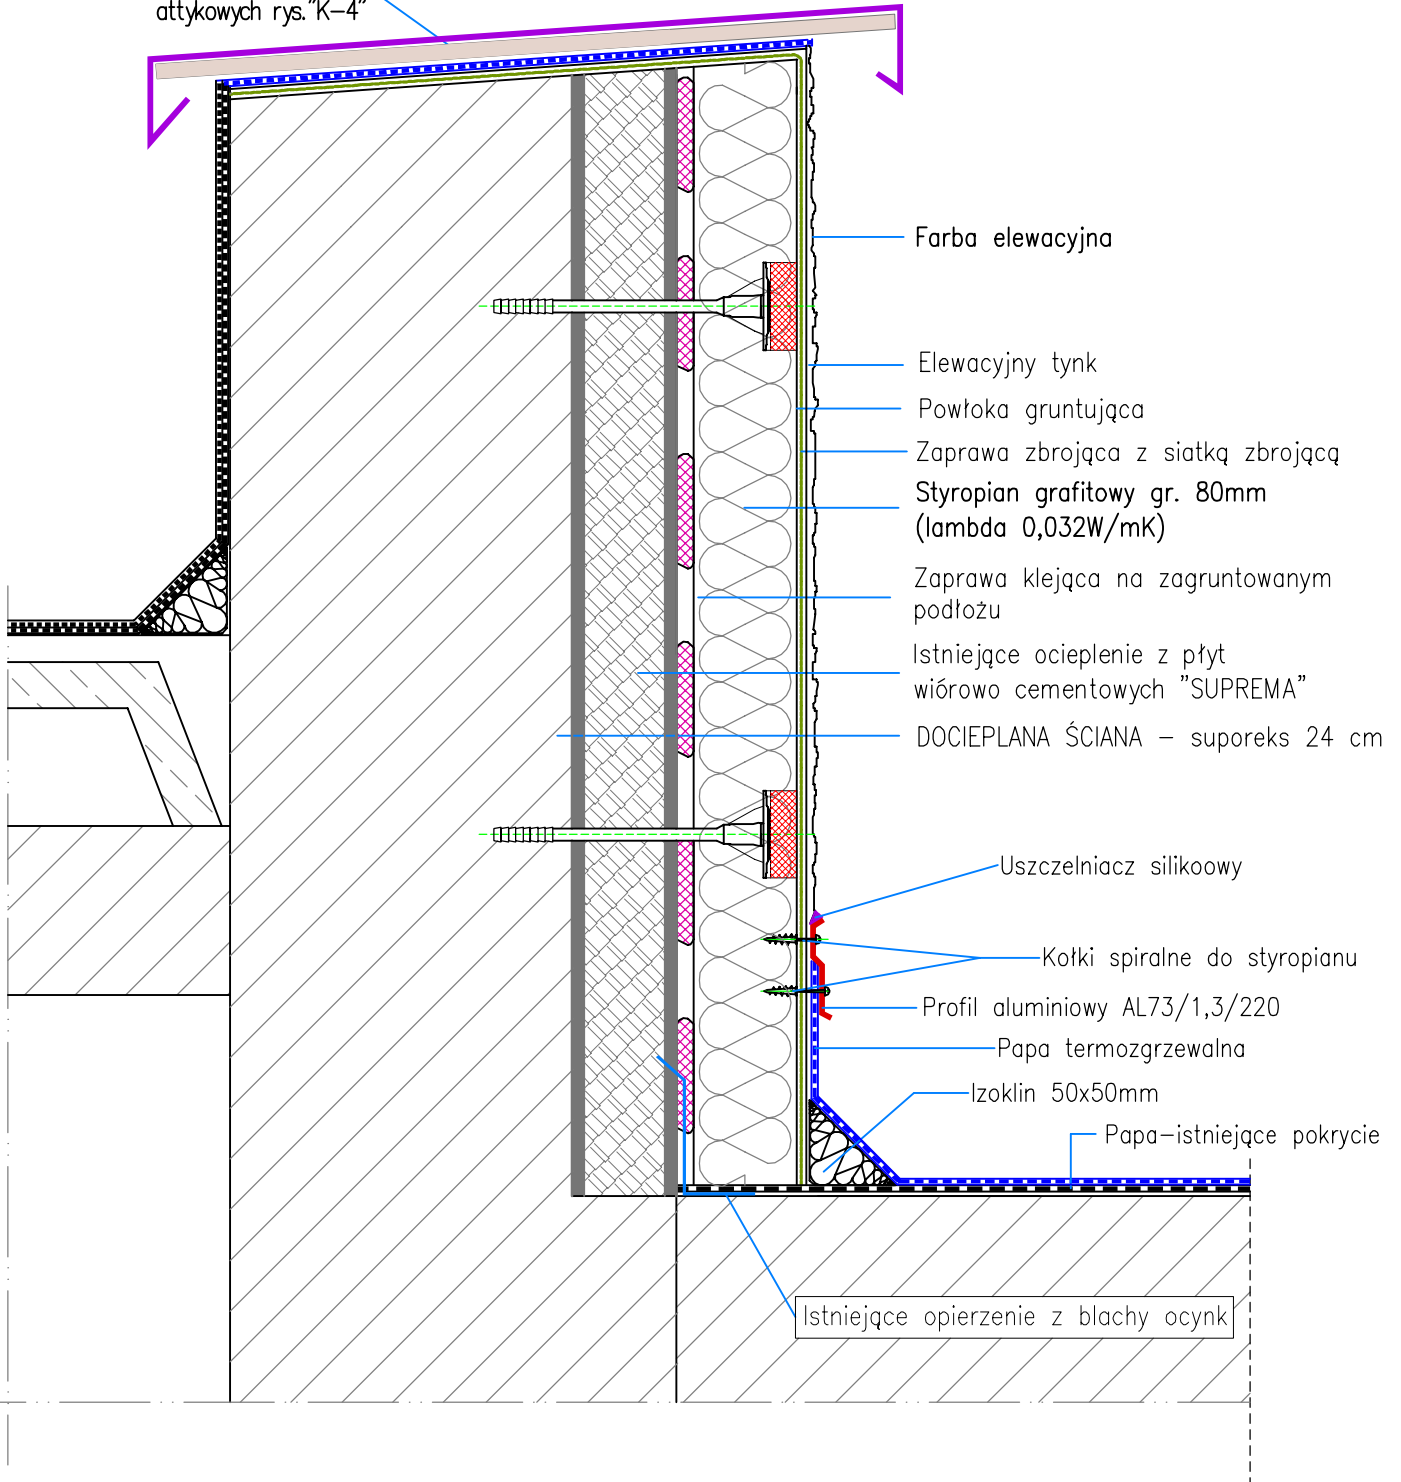 attykowych rys."K-4"
Farba elewacyjna
Elewacyjny tynk
Powłoka gruntująca
Zaprawa zbrojąca z siatką zbrojącą
Styropian grafitowy gr. 80mm
(lambda 0,032W/mK)
Zaprawa klejąca na zagruntowanym
podłożu
Istniejące ocieplenie z płyt
wiórowo cementowych "SUPREMA"
DOCIEPLANA ŚCIANA – suporeks 24 cm
Uszczelniacz silikoowy
Kołki spiralne do styropianu
Profil aluminiowy AL73/1,3/220
Papa termozgrzewalna
Izoklin 50x50mm
Papa-istniejące pokrycie
Istniejące opierzenie z blachy ocynk